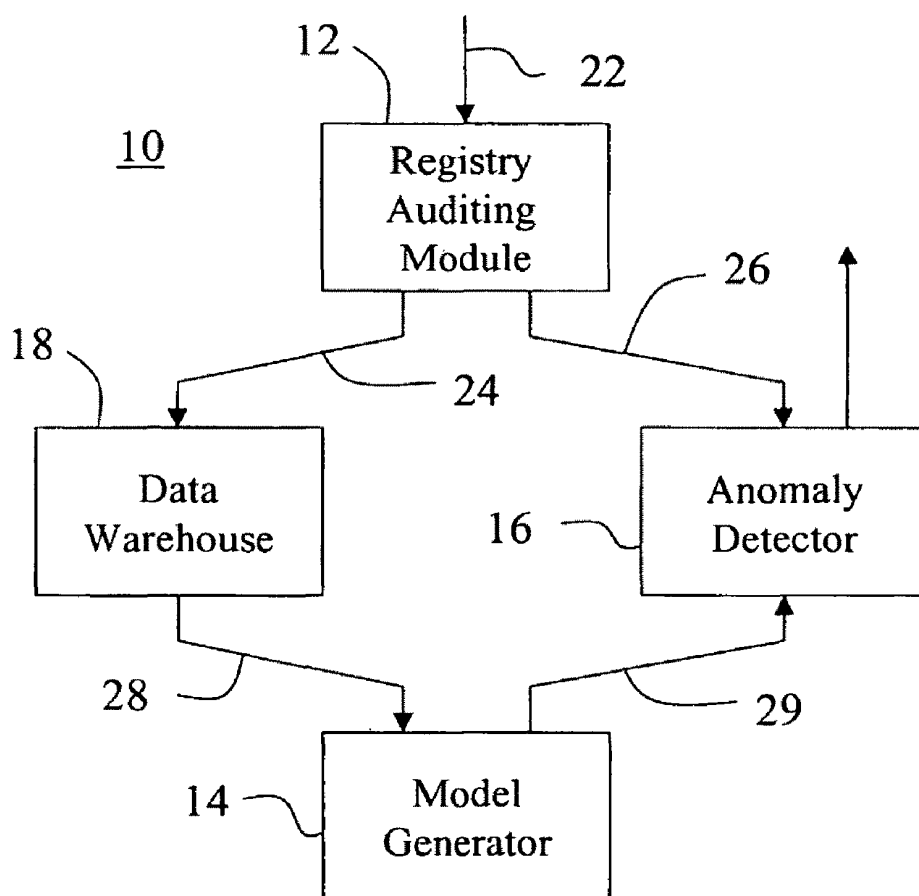 12
22
10
Registry
Auditing
Module
26
18
24
Data
Warehouse
16
Anomaly
Detector
28
29
14
Model
Generator